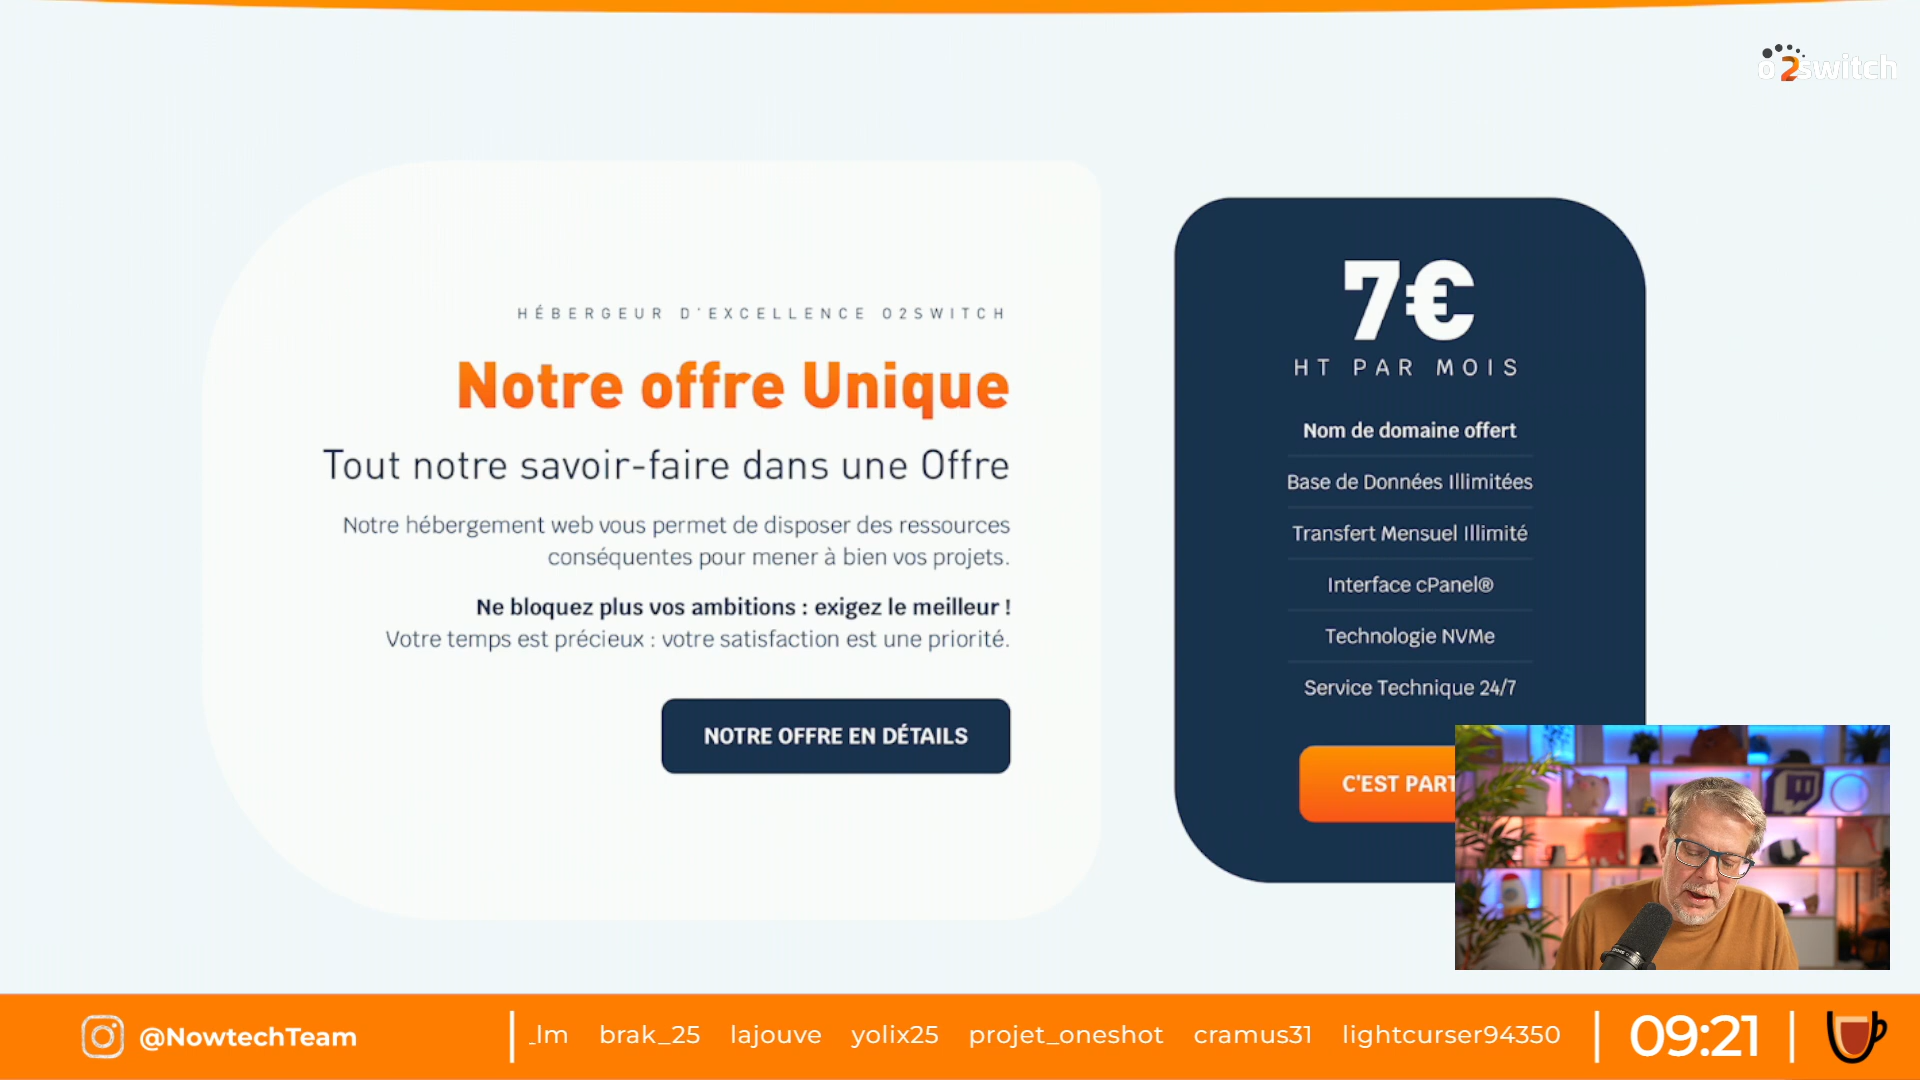 o2switch
HÉBERGEUR D'EXCELLENCE O2SWITCH
Notre offre Unique
Tout notre savoir-faire dans une Offre
Notre hébergement web vous permet de disposer des ressources
conséquentes pour mener à bien vos projets.
Ne bloquez plus vos ambitions : exigez le meilleur !
Votre temps est précieux : votre satisfaction est une priorité.
NOTRE OFFRE EN DÉTAILS
7€
HT PAR MOIS
Nom de domaine offert
Base de Données Illimitées
Transfert Mensuel Illimité
Interface cPanel®
Technologie NVMe
Service Technique 24/7
C'EST PART
@NowtechTeam
_lm brak_25 lajouve yolix25 projet_oneshot cramus31 lightcurser94350
09:21